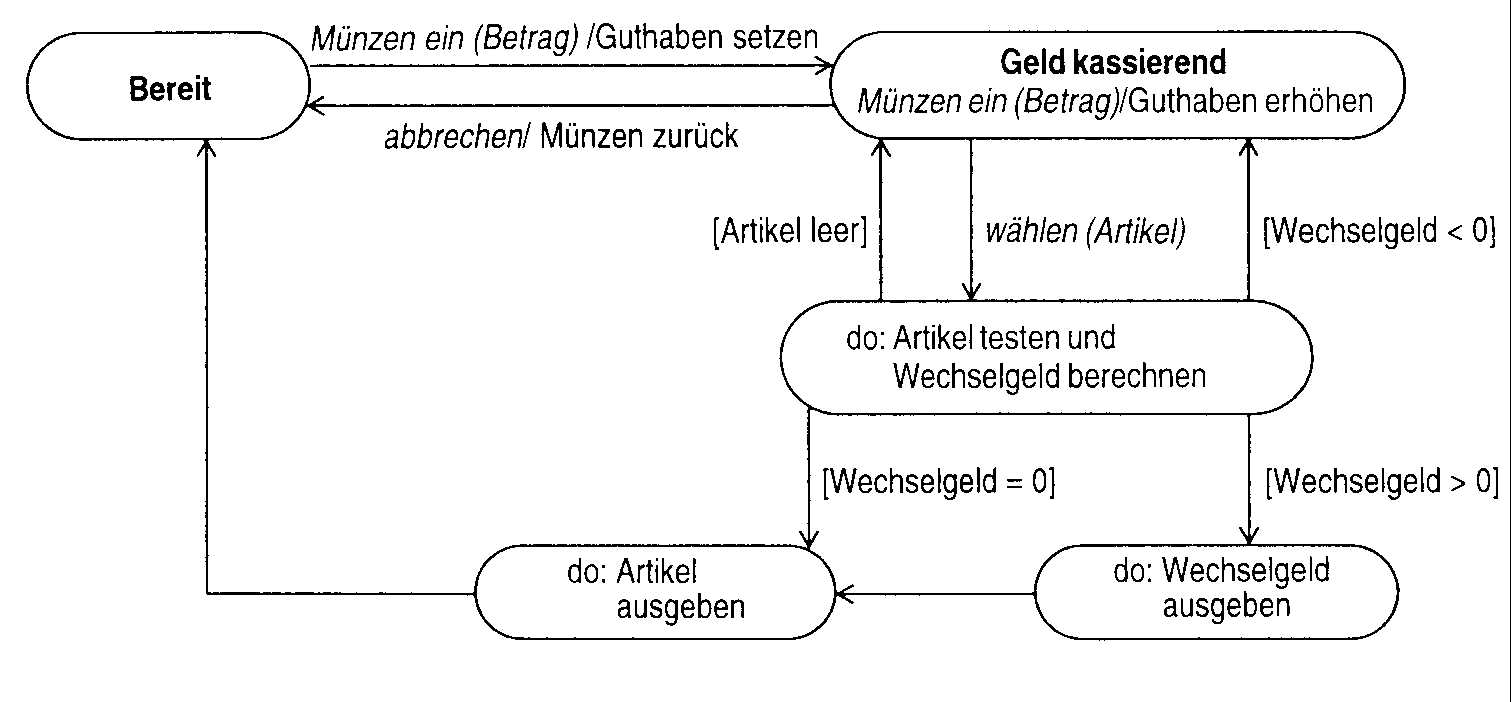 Münzen ein (Betrag) /Guthaben setzen
Bereit
Geld kassierend
Münzen ein (Betrag)/Guthaben erhöhen
abbrechen/ Münzen zurück
[Artikel leer]
wählen (Artikel)
[Wechselgeld < 0]
do: Artikel testen und
Wechselgeld berechnen
[Wechselgeld = 0]
[Wechselgeld > 0]
do: Artikel
ausgeben
do: Wechselgeld
ausgeben